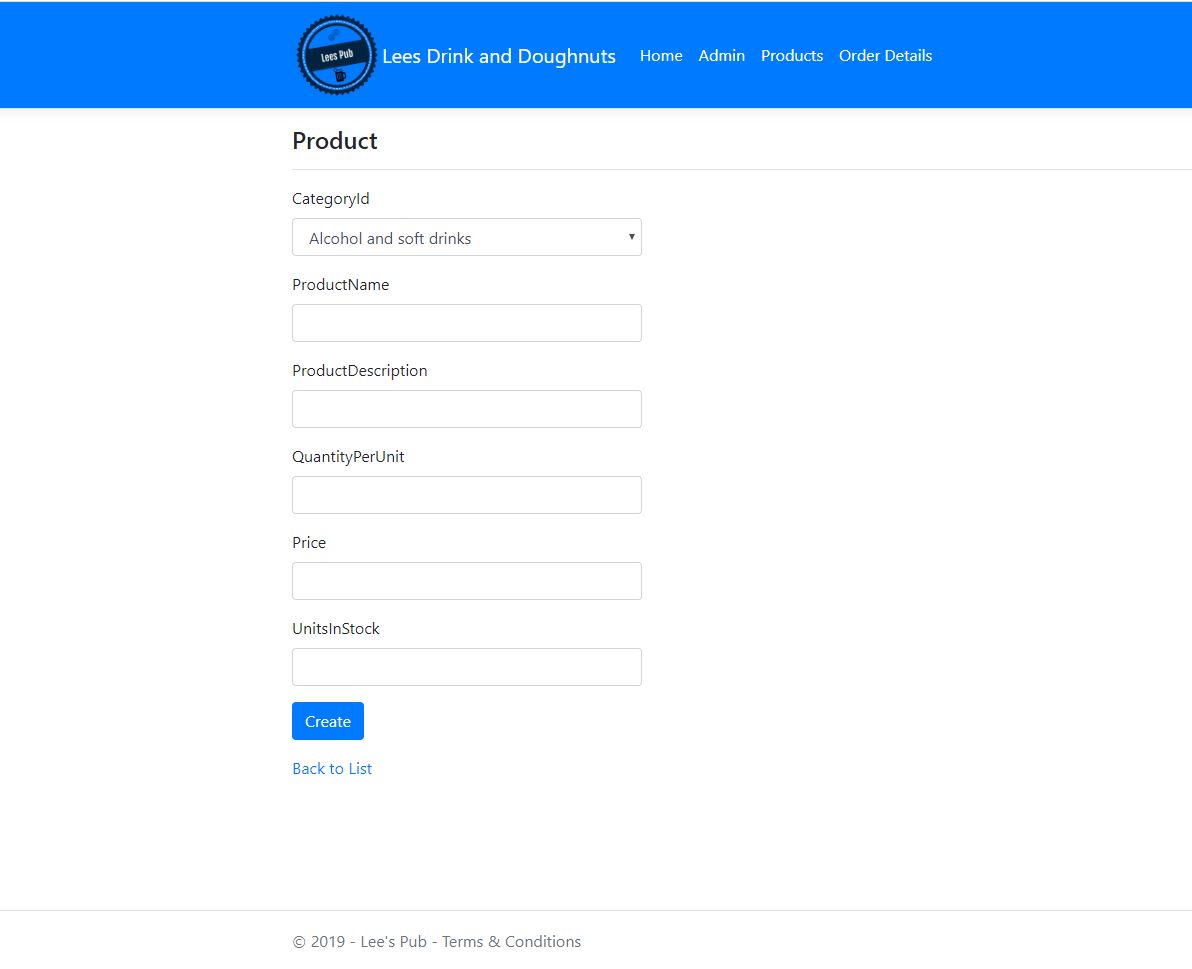 Lees Pub
Lees Drink and Doughnuts Home Admin Products Order Details
Product
CategoryId
Alcohol and soft drinks
ProductName
ProductDescription
QuantityPerUnit
Price
UnitsInStock
Create
Back to List
© 2019 - Lee's Pub - Terms & Conditions